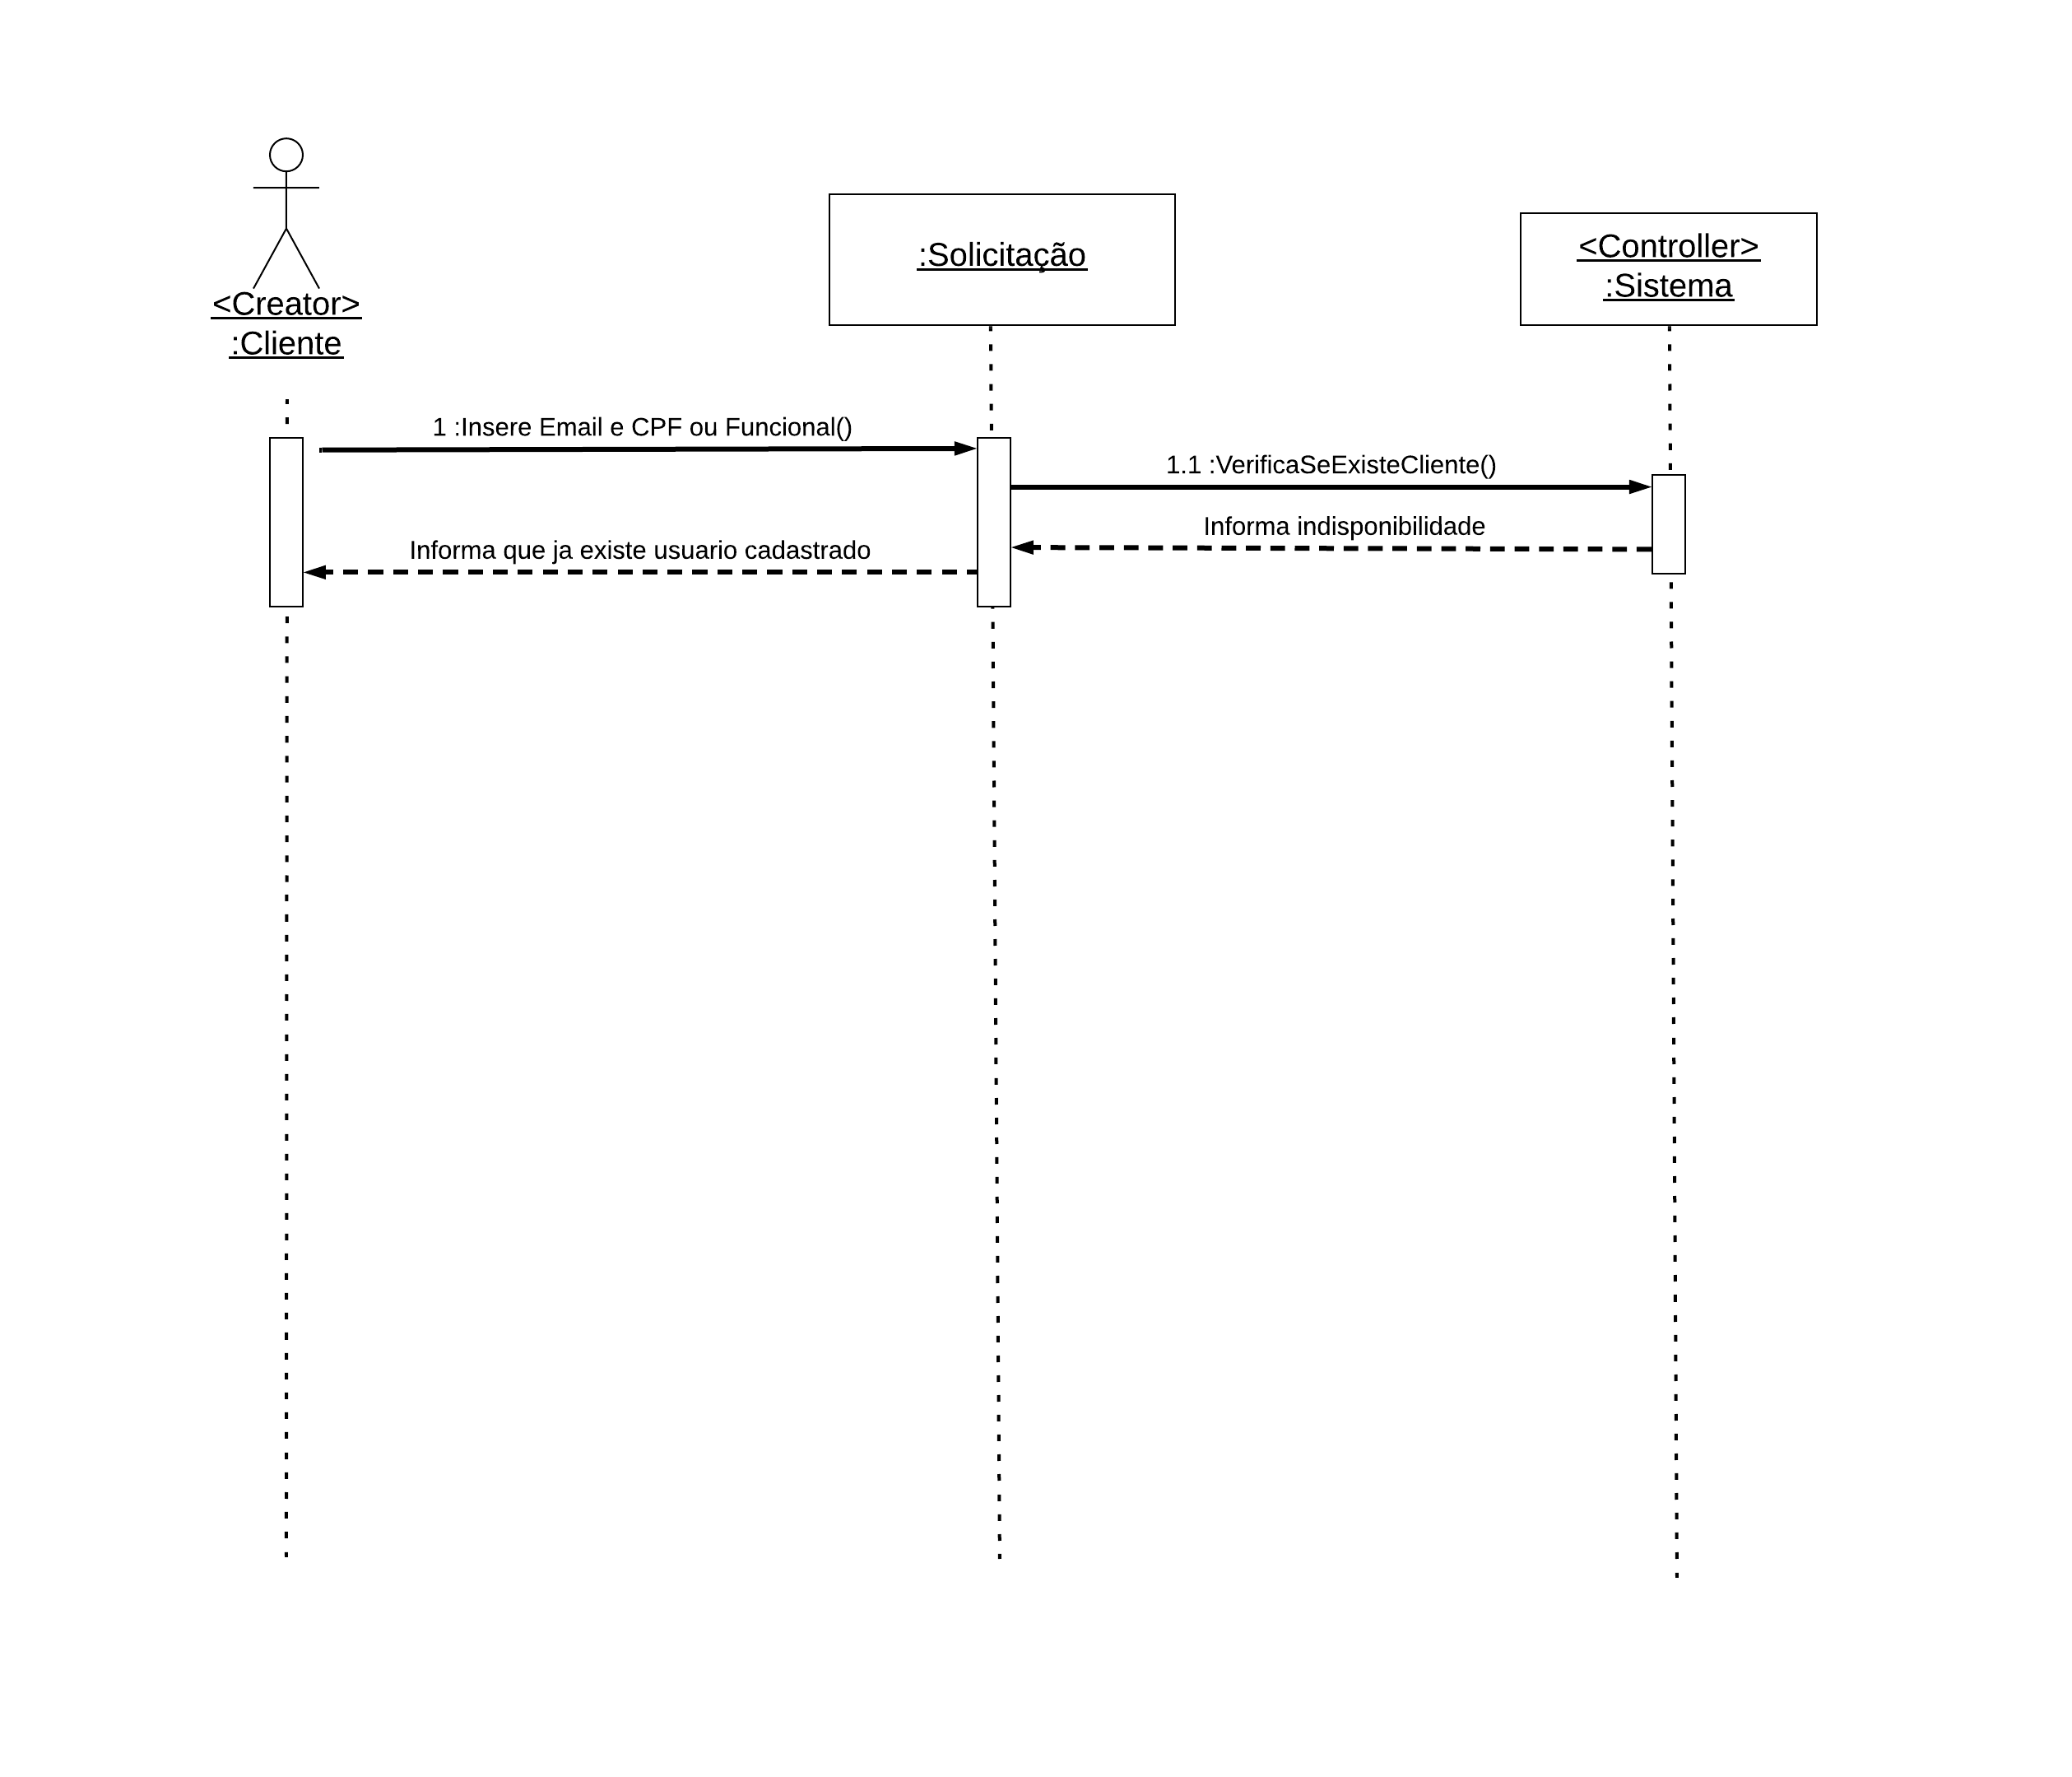 <Creator>
:Cliente
:Solicitação
<Controller>
:Sistema
1 :Insere Email e CPF ou Funcional()
1.1 :VerificaSeExisteCliente()
Informa indisponibilidade
Informa que ja existe usuario cadastrado